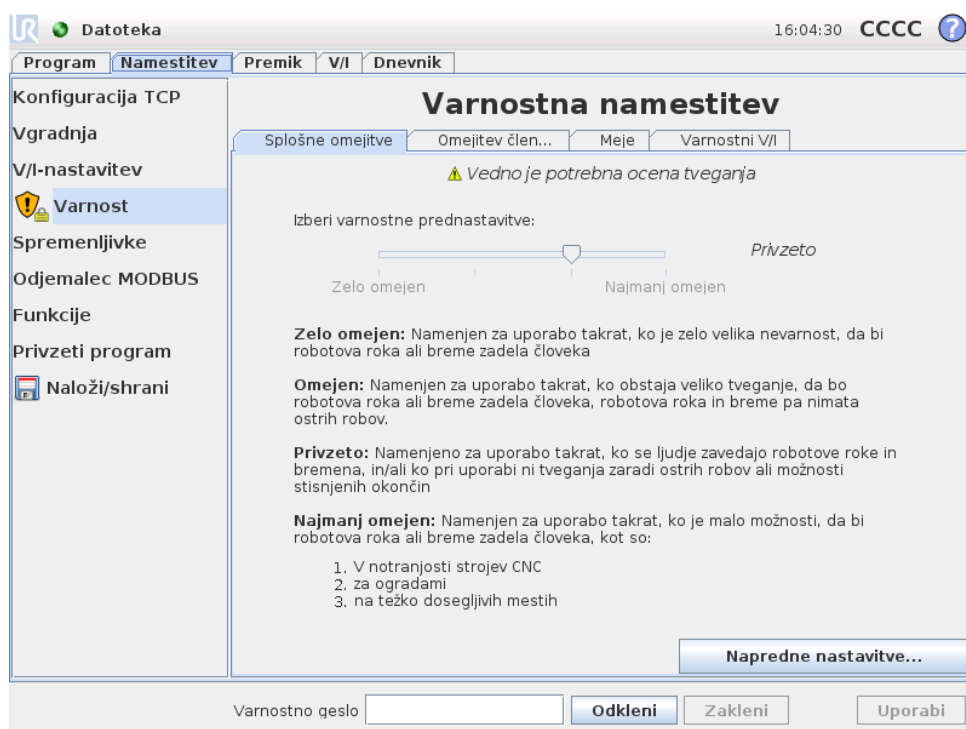 UR Datoteka 16:04:30 CCCC ?
Program Namestitev Premik V/I Dnevnik
Konfiguracija TCP
Vgradnja
V/I-nastavitev
Varnost
Spremenljivke
Odjemalec MODBUS
Funkcije
Privzeti program
Naloži/shrani
Varnostna namestitev
Splošne omejitve Omejitev člen... Meje Varnostni V/I
Vedno je potrebna ocena tveganja
Izberi varnostne prednastavitve:
Privzeto
Zelo omejen Najmanj omejen
Zelo omejen: Namenjen za uporabo takrat, ko je zelo velika nevarnost, da bi
robotova roka ali breme zadela človeka
Omejen: Namenjen za uporabo takrat, ko obstaja veliko tveganje, da bo
robotova roka ali breme zadela človeka, robotova roka in breme pa nimata
ostrih robov.
Privzeto: Namenjeno za uporabo takrat, ko se ljudje zavedajo robotove roke in
bremena, in/ali ko pri uporabi ni tveganja zaradi ostrih robov ali možnosti
stisnjenih okončin
Najmanj omejen: Namenjen za uporabo takrat, ko je malo možnosti, da bi
robotova roka ali breme zadela človeka, kot so:
1. V notranjosti strojev CNC
2. za ogradami
3. na težko dosegljivih mestih
Napredne nastavitve...
Varnostno geslo Odkleni Zakleni Uporabi